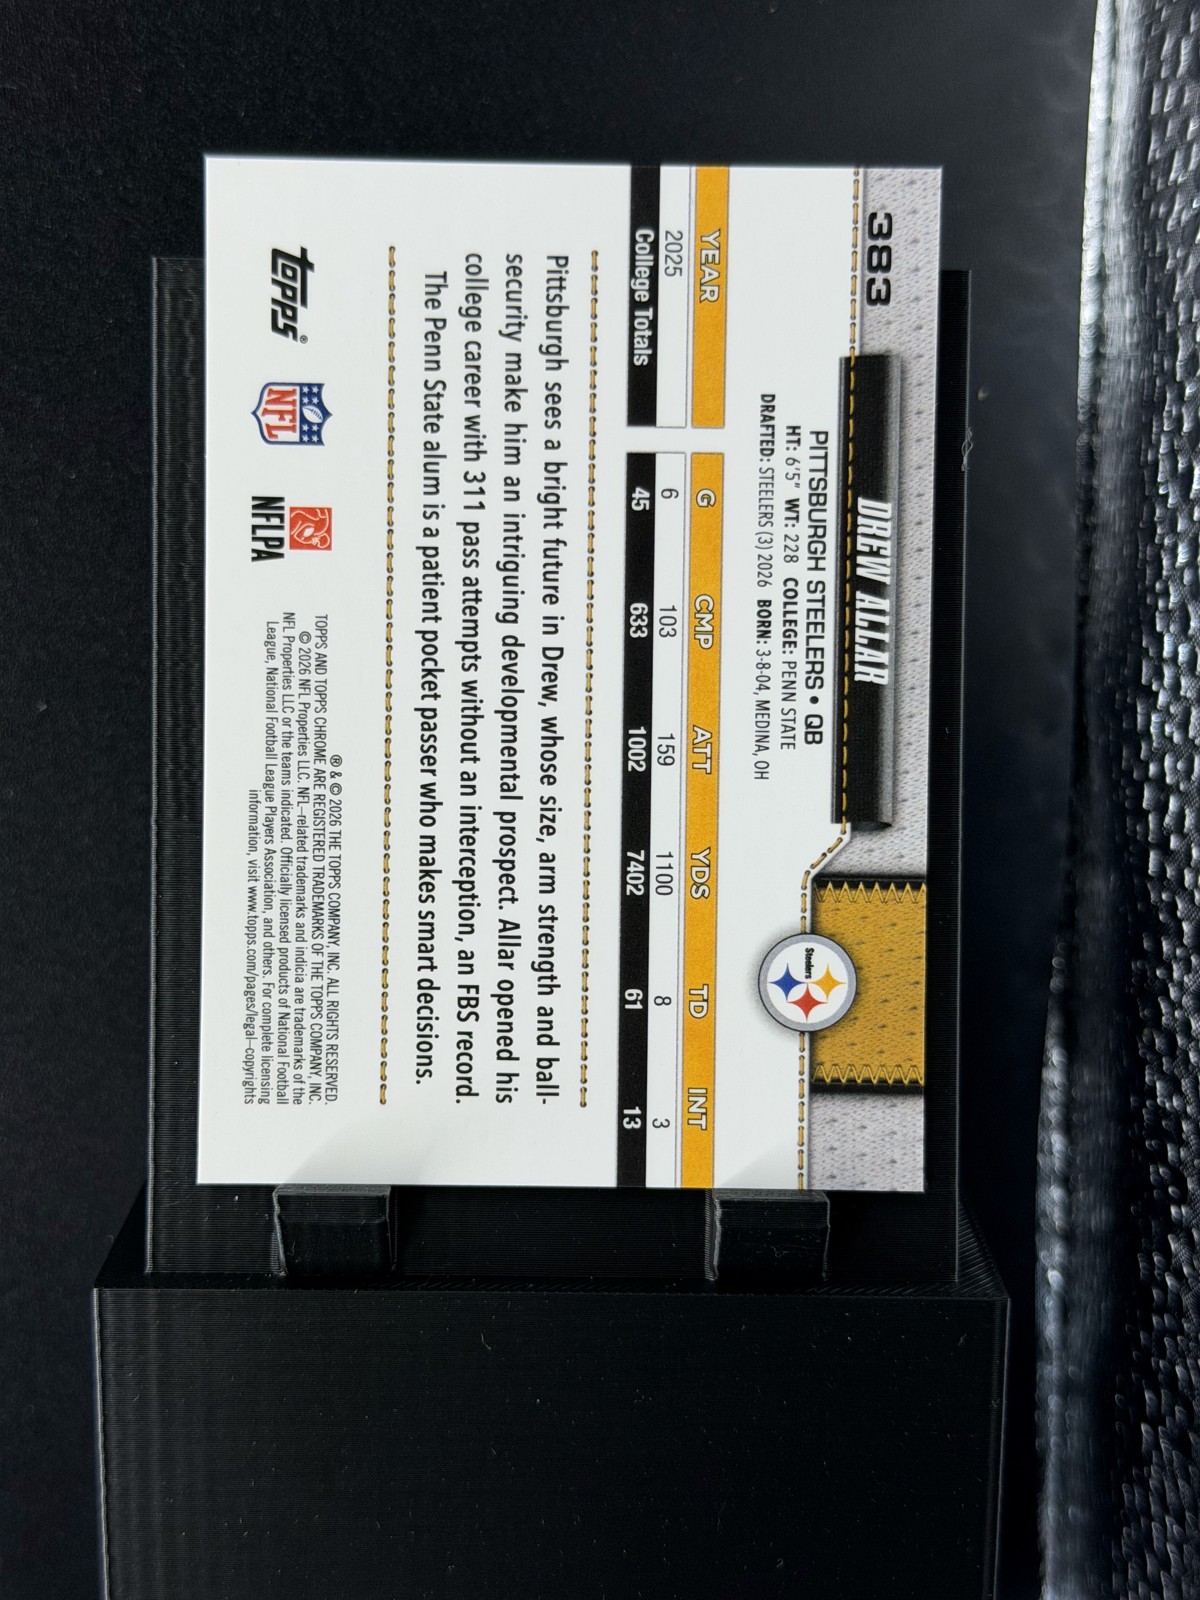 383
DREW ALLAR
PITTSBURGH STEELERS • QB
HT: 6'5" WT: 228 COLLEGE: PENN STATE
DRAFTED: STEELERS (3) 2026 BORN: 3-8-04, MEDINA, OH
Steelers
YEAR G CMP ATT YDS TD INT
2025 6 103 159 1100 8 3
College Totals 45 633 1002 7402 61 13
Pittsburgh sees a bright future in Drew, whose size, arm strength and ball-
security make him an intriguing developmental prospect. Allar opened his
college career with 311 pass attempts without an interception, an FBS record.
The Penn State alum is a patient pocket passer who makes smart decisions.
topps®
NFL
NFLPA
® & © 2026 THE TOPPS COMPANY, INC. ALL RIGHTS RESERVED.
TOPPS AND TOPPS CHROME ARE REGISTERED TRADEMARKS OF THE TOPPS COMPANY, INC.
© 2026 NFL Properties LLC. NFL-related trademarks and indicia are trademarks of the
NFL Properties LLC or the teams indicated. Officially licensed products of National Football
League, National Football League Players Association, and others. For complete licensing
information, visit www.topps.com/pages/legal-copyrights